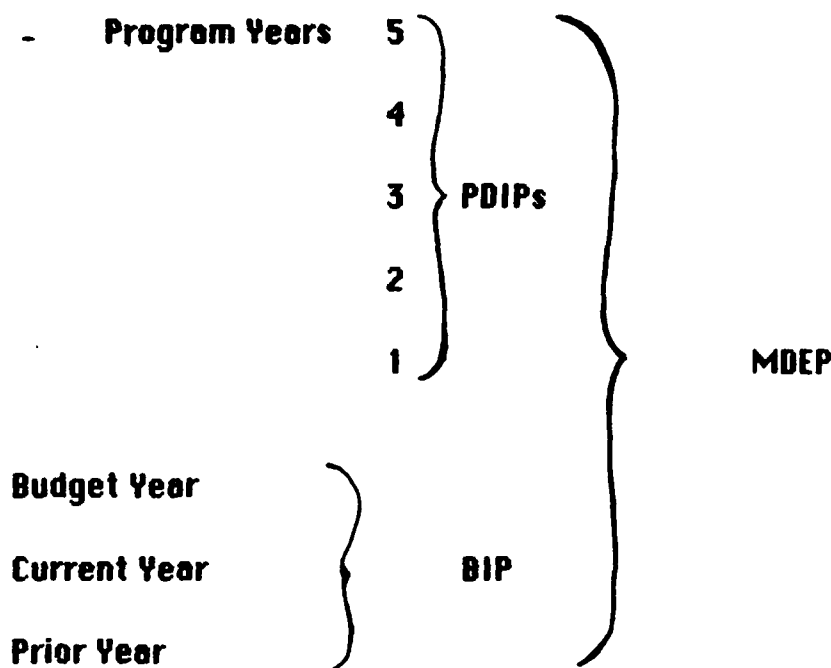 - Program Years 5
4
3 PDIPs
2
1 MDEP
Budget Year
Current Year BIP
Prior Year